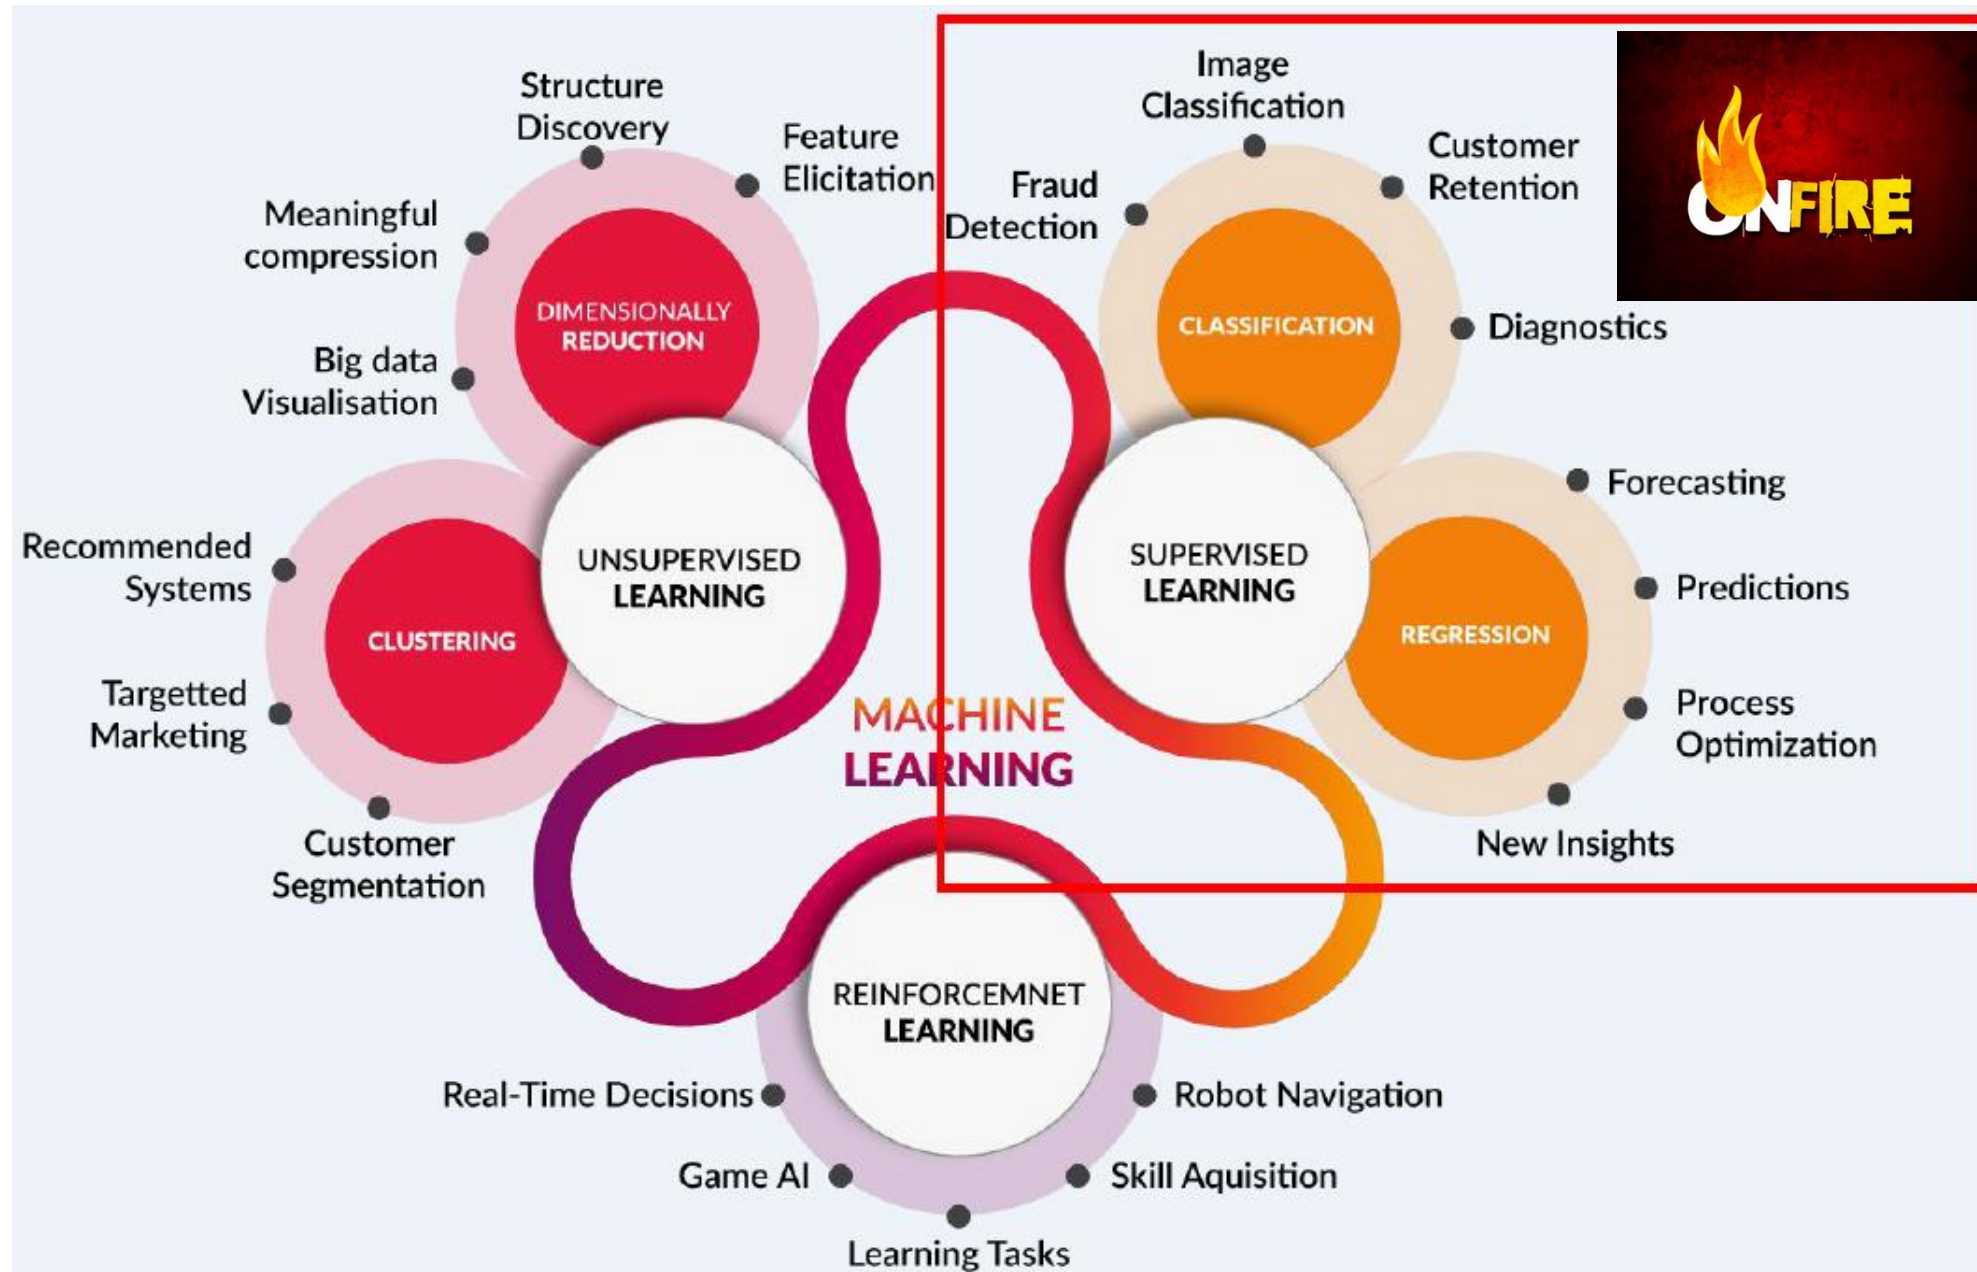 Structure
Discovery
Feature
Elicitation
Meaningful
compression
Big data
Visualisation
DIMENSIONALLY
REDUCTION
Recommended
Systems
Targetted
Marketing
Customer
Segmentation
CLUSTERING
UNSUPERVISED
LEARNING
Image
Classification
Customer
Retention
Fraud
Detection
Diagnostics
CLASSIFICATION
ONFIRE
SUPERVISED
LEARNING
Forecasting
Predictions
Process
Optimization
New Insights
REGRESSION
MACHINE
LEARNING
REINFORCEMNET
LEARNING
Real-Time Decisions
Game AI
Learning Tasks
Skill Aquisition
Robot Navigation